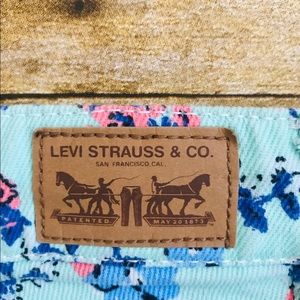 LEVI STRAUSS & CO.
SAN FRANCISCO, CAL.
PATENTED MAY 20 1873